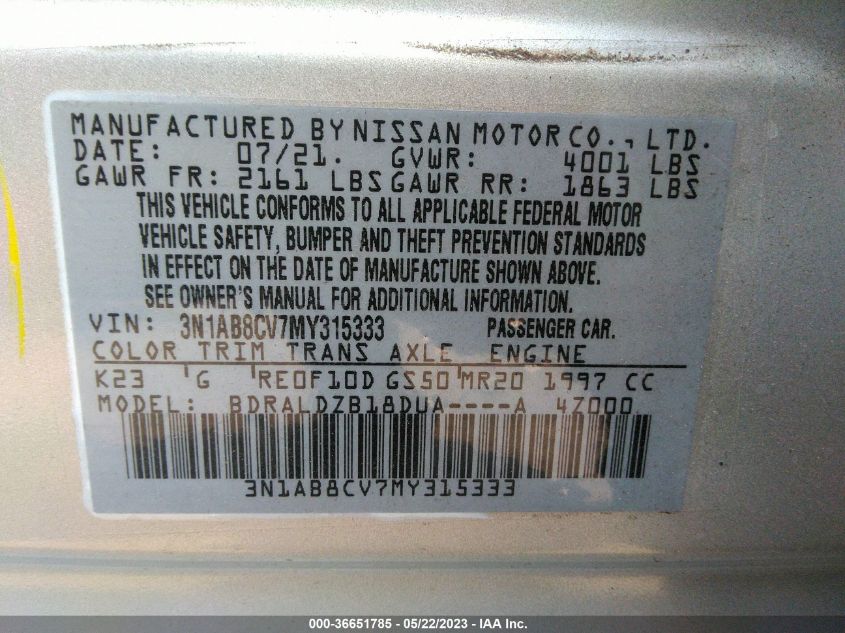 MANUFACTURED BY NISSAN MOTOR CO., LTD.
DATE: 07/21. GVWR: 4001 LBS
GAWR FR: 2161 LBS GAWR RR: 1863 LBS
THIS VEHICLE CONFORMS TO ALL APPLICABLE FEDERAL MOTOR
VEHICLE SAFETY, BUMPER AND THEFT PREVENTION STANDARDS
IN EFFECT ON THE DATE OF MANUFACTURE SHOWN ABOVE.
SEE OWNER'S MANUAL FOR ADDITIONAL INFORMATION.
VIN: 3N1AB8CV7MY315333 PASSENGER CAR.
COLOR TRIM TRANS AXLE ENGINE
K23 G RE0F10D GS50 MR20 1997 CC
MODEL: BDRALDZB18DUA----A 4Z000
3N1AB8CV7MY315333
000-36651785 - 05/22/2023 - IAA Inc.